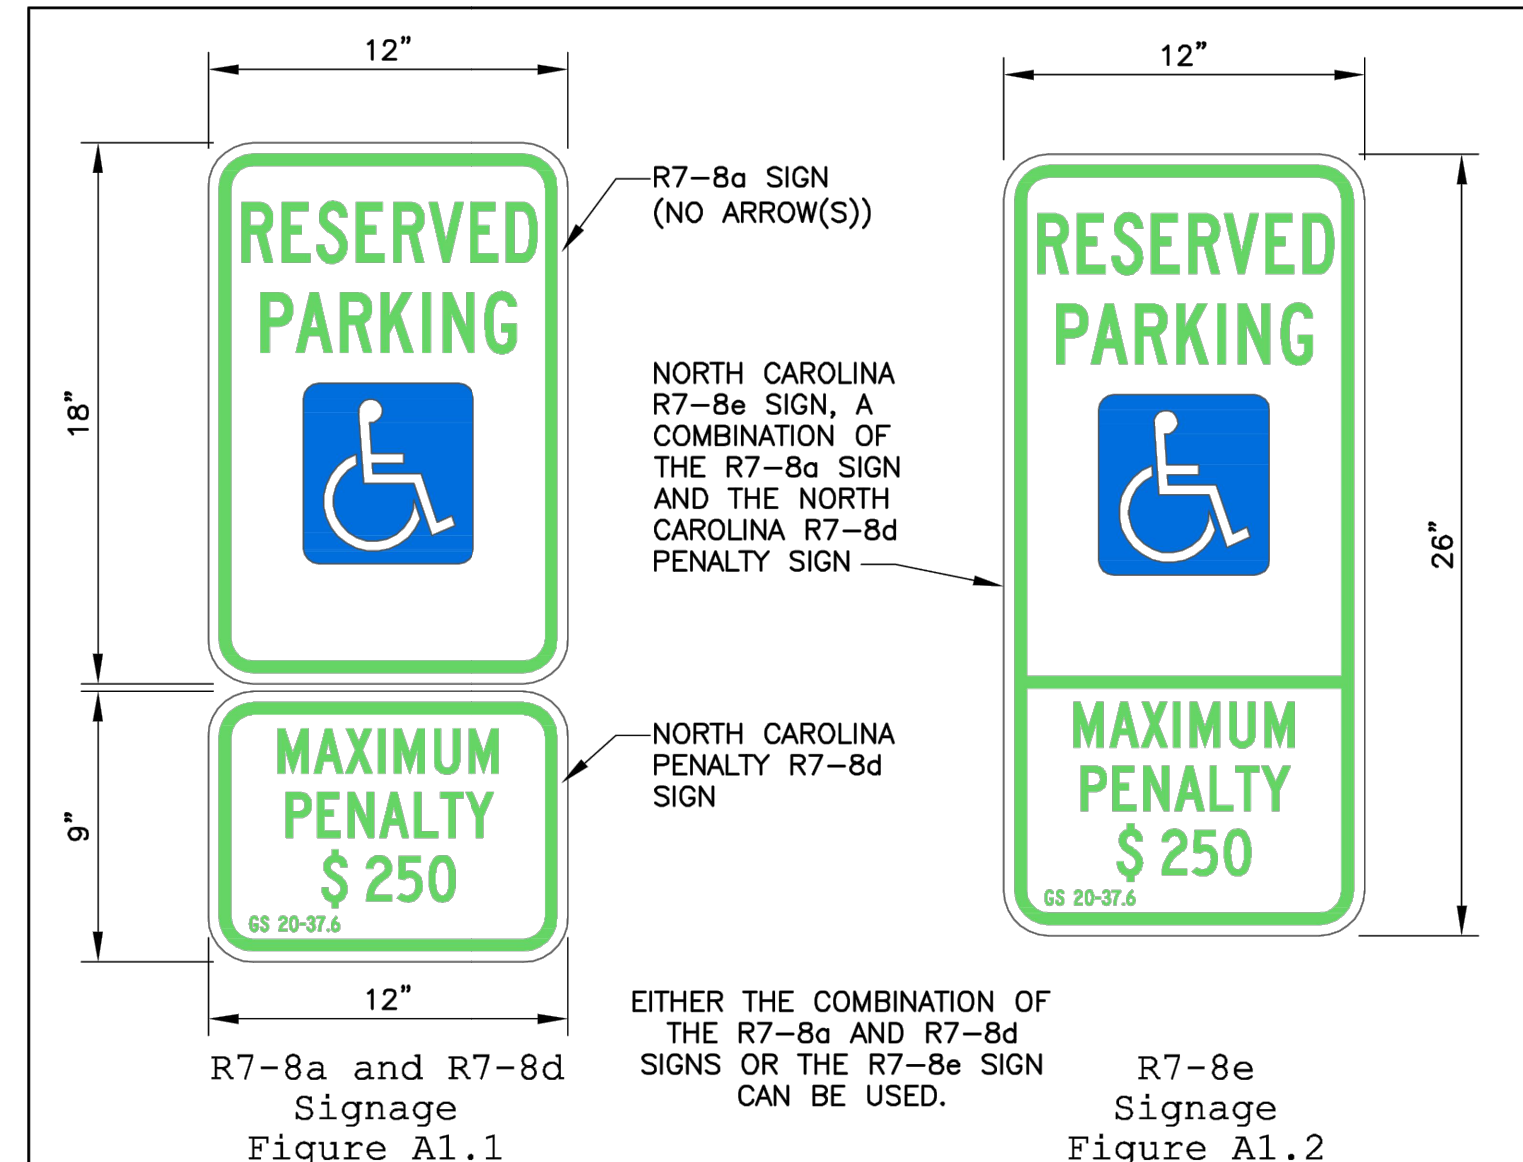 12"
18"
RESERVED
PARKING
R7-8a SIGN
(NO ARROW(S))
9"
MAXIMUM
PENALTY
$ 250
GS 20-37.6
NORTH CAROLINA
PENALTY R7-8d
SIGN
12"
R7-8a and R7-8d
Signage
Figure A1.1
NORTH CAROLINA
R7-8e SIGN, A
COMBINATION OF
THE R7-8a SIGN
AND THE NORTH
CAROLINA R7-8d
PENALTY SIGN
EITHER THE COMBINATION OF
THE R7-8a AND R7-8d
SIGNS OR THE R7-8e SIGN
CAN BE USED.
12"
RESERVED
PARKING
26"
MAXIMUM
PENALTY
$ 250
GS 20-37.6
R7-8e
Signage
Figure A1.2